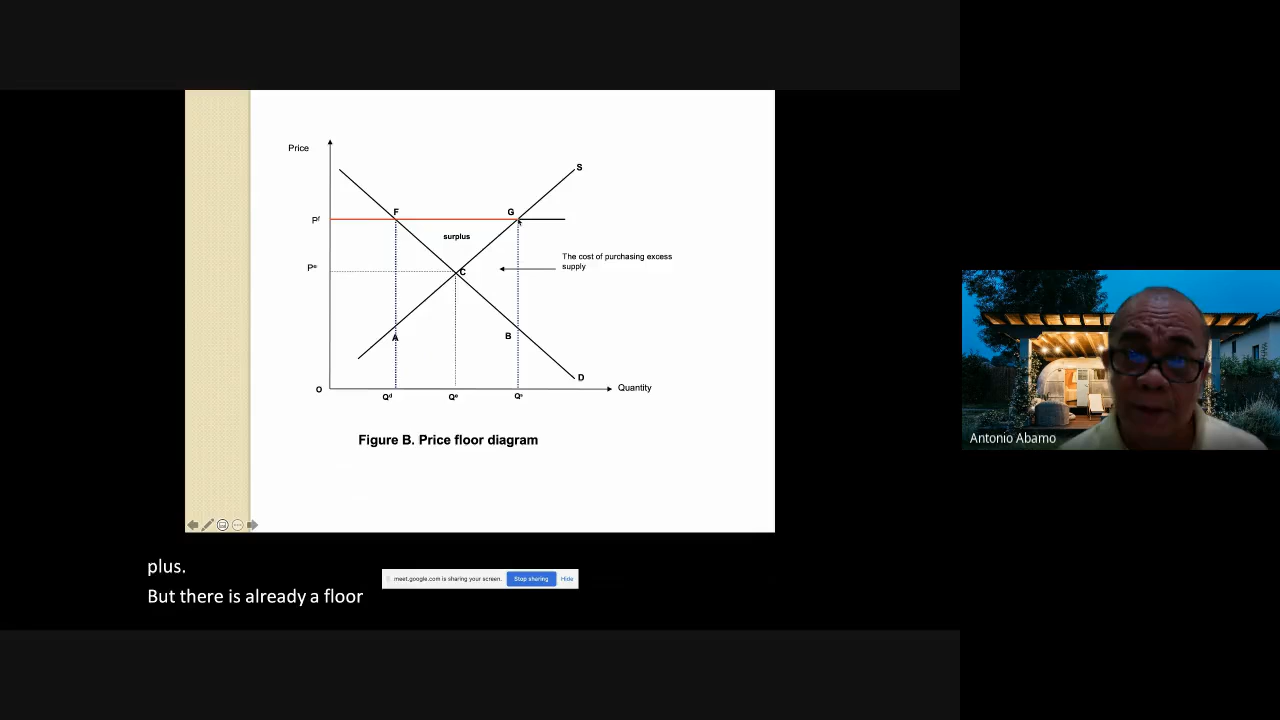 Price
S
Pᶠ
F
G
surplus
The cost of purchasing excess
supply
Pᵉ
C
A
B
D
O
Quantity
Qᵈ
Qᵉ
Qˢ
Figure B. Price floor diagram
Antonio Abamo
plus.
But there is already a floor
meet.google.com is sharing your screen.
Stop sharing
Hide